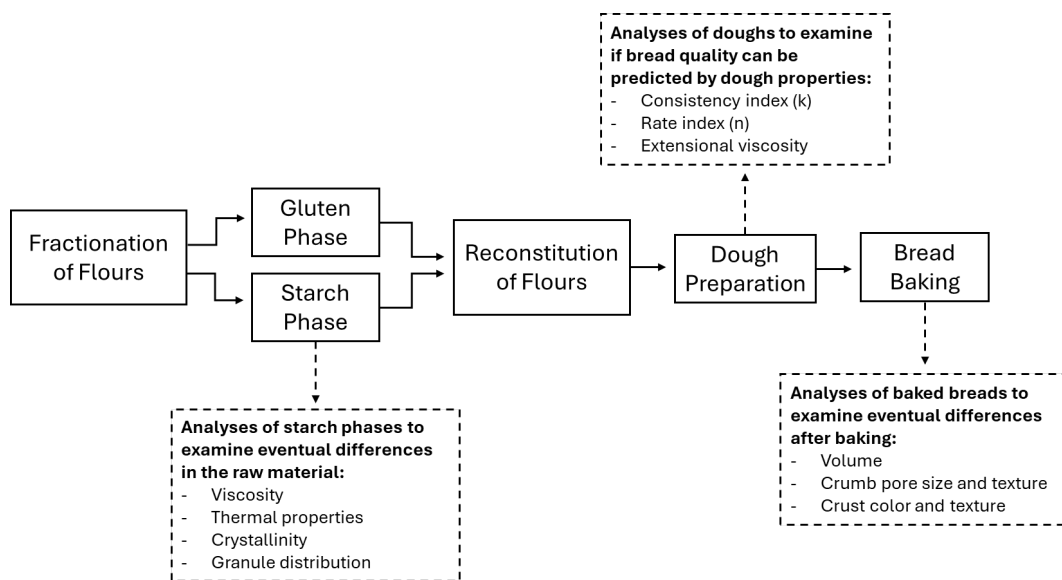 Analyses of doughs to examine
if bread quality can be
predicted by dough properties:
- Consistency index (k)
- Rate index (n)
- Extensional viscosity
Fractionation
of Flours
Gluten
Phase
Starch
Phase
Reconstitution
of Flours
Dough
Preparation
Bread
Baking
Analyses of starch phases to
examine eventual differences
in the raw material:
- Viscosity
- Thermal properties
- Crystallinity
- Granule distribution
Analyses of baked breads to
examine eventual differences
after baking:
- Volume
- Crumb pore size and texture
- Crust color and texture